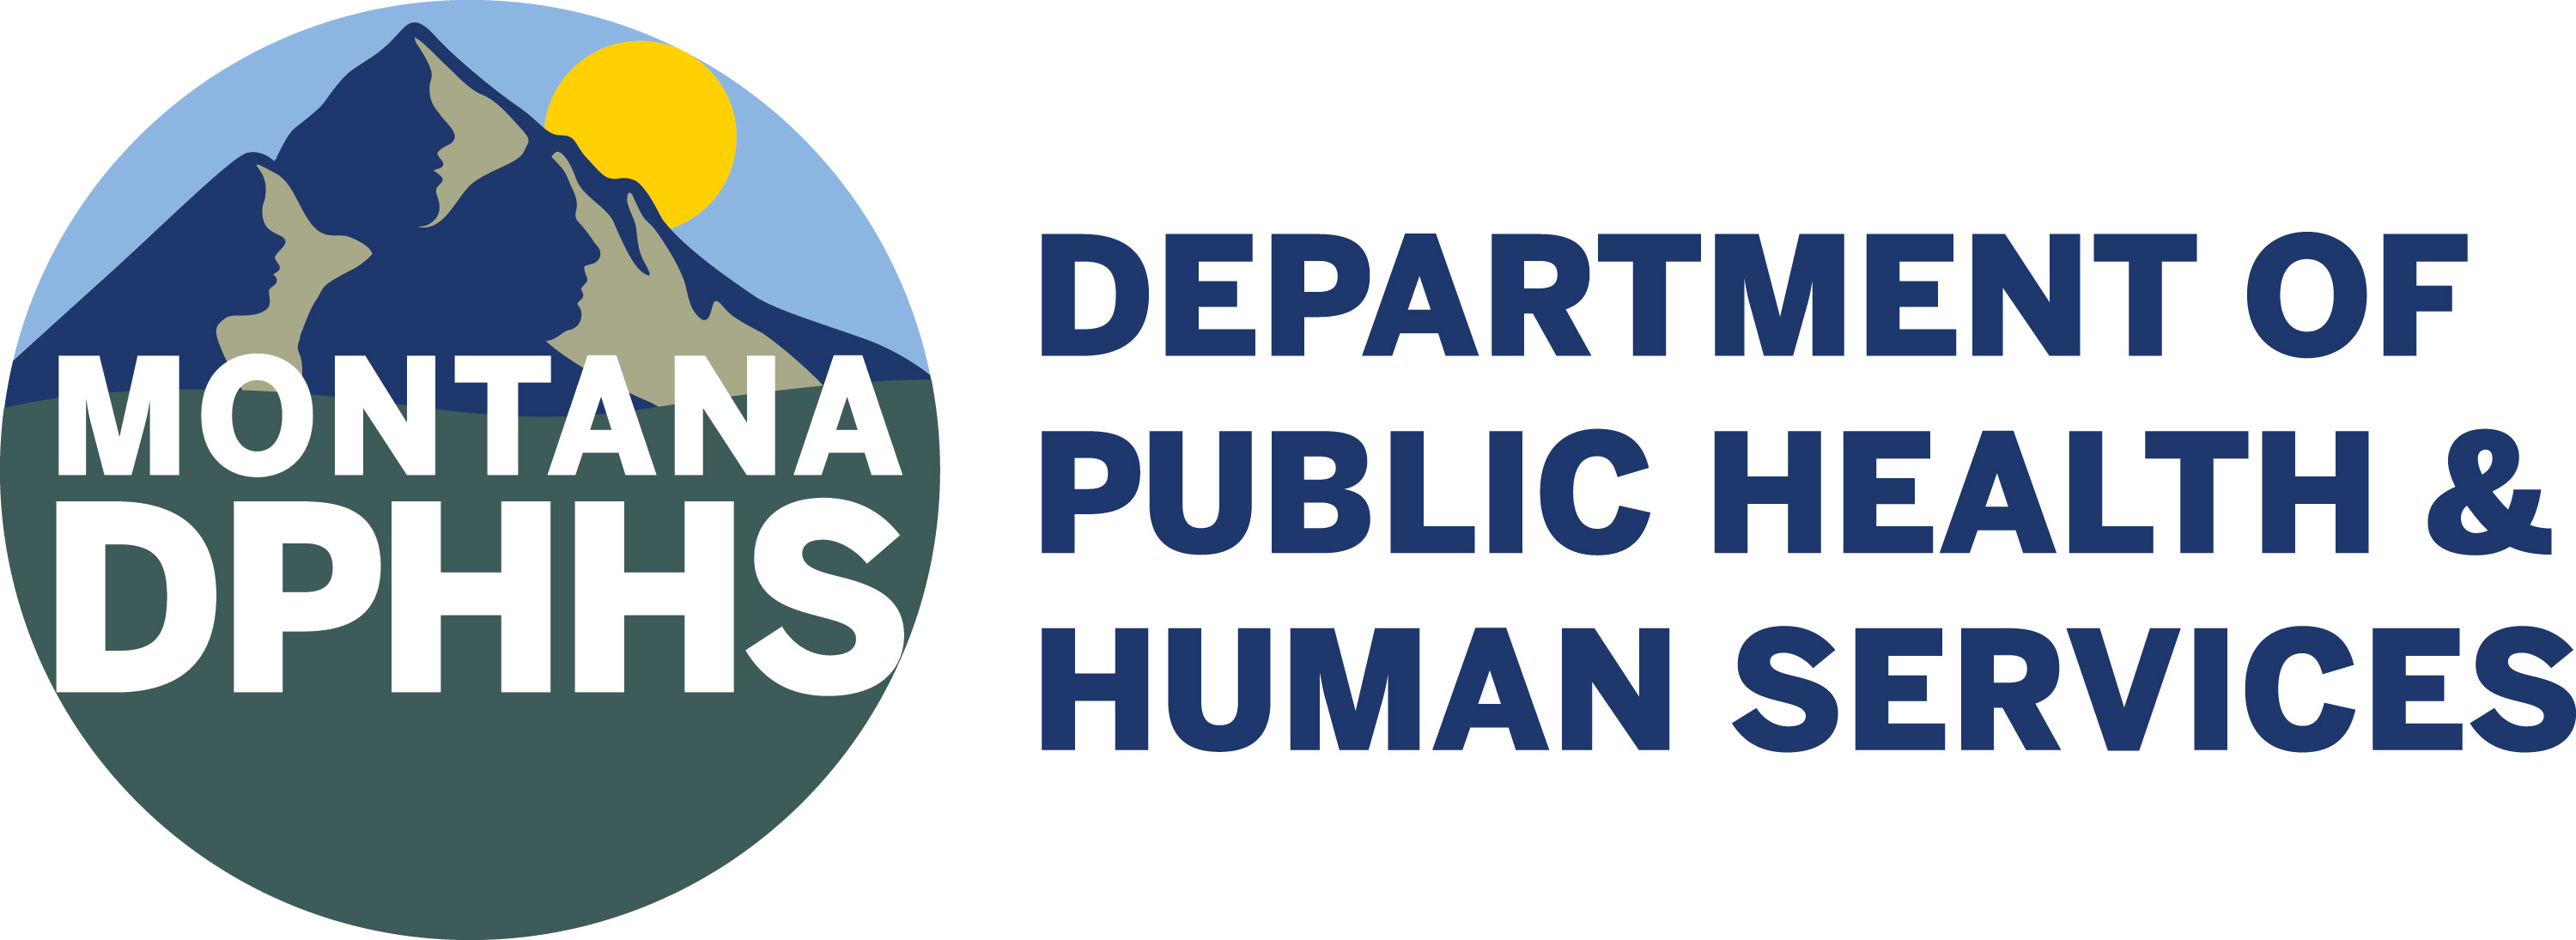 MONTANA
DPHHS
DEPARTMENT OF
PUBLIC HEALTH &
HUMAN SERVICES